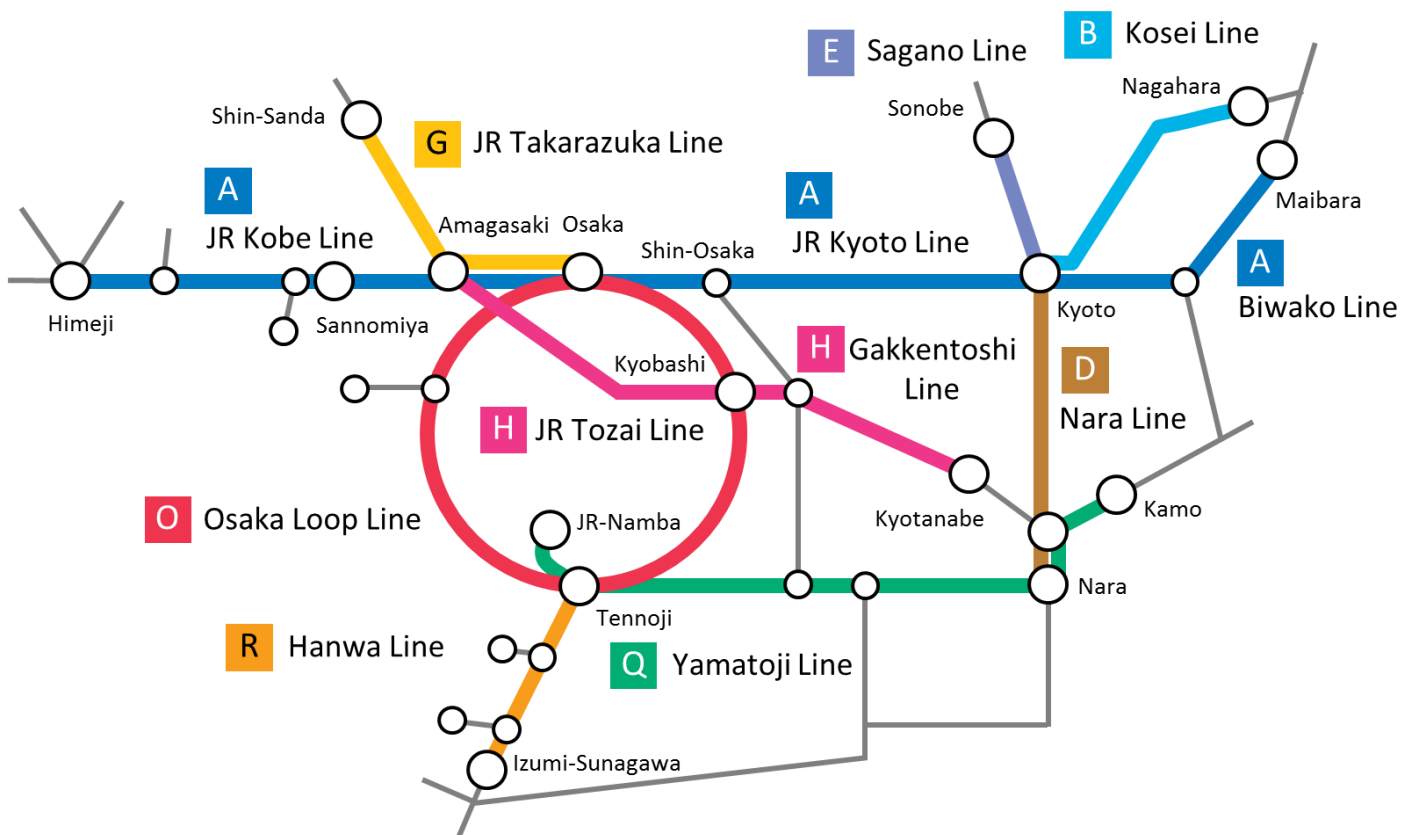 B Kosei Line
E Sagano Line
Nagahara
Sonobe
Shin-Sanda
G JR Takarazuka Line
A
JR Kobe Line
Amagasaki
Osaka
Shin-Osaka
A
JR Kyoto Line
Maibara
A
Biwako Line
Himeji
Sannomiya
Kyoto
Kyobashi
H Gakkentoshi
Line
D
Nara Line
H JR Tozai Line
O Osaka Loop Line
JR-Namba
Kyotanabe
Kamo
Nara
Tennoji
R Hanwa Line
Q Yamatoji Line
Izumi-Sunagawa